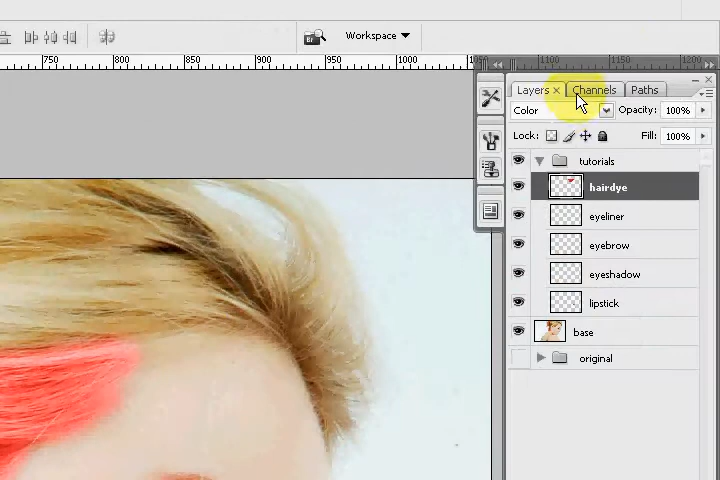 Br
Workspace
750
800
850
900
950
1000
1050
1100
1150
1200
Layers × Channels Paths
Color Opacity: 100%
Lock: Fill: 100%
tutorials
hairdye
eyeliner
eyebrow
eyeshadow
lipstick
base
original